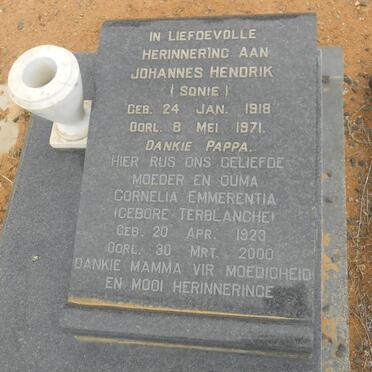 IN LIEFDEVOLLE
HERINNERING AAN
JOHANNES HENDRIK
(SONIE)
GEB. 24 JAN. 1918
OORL. 8 MEI 1971.
DANKIE PAPPA.
HIER RUS ONS GELIEFDE
MOEDER EN OUMA
CORNELIA EMMERENTIA
(GEBORE TERBLANCHE)
GEB. 20 APR. 1923
OORL. 30 MRT. 2000
DANKIE MAMMA VIR MOEDIGHEID
EN MOOI HERINNERINGE